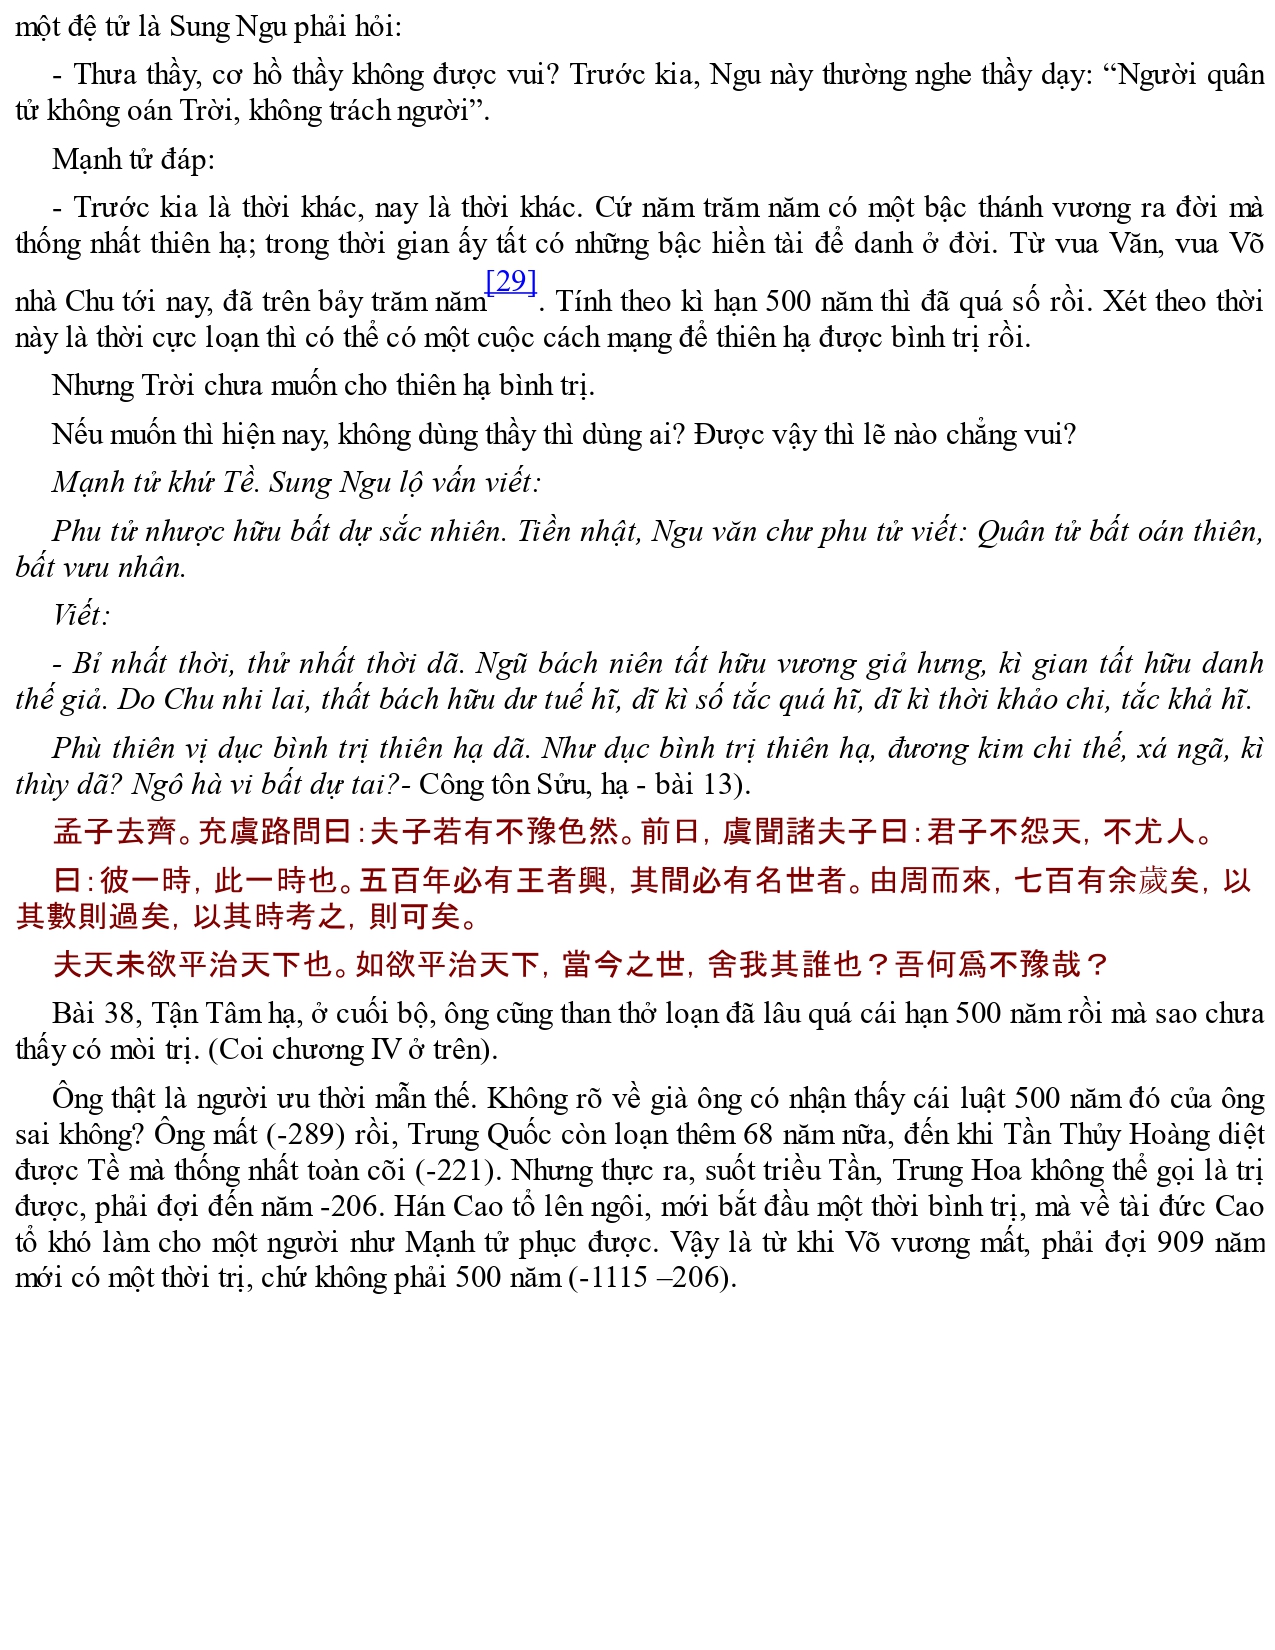 một đệ tử là Sung Ngu phải hỏi:
- Thưa thầy, cơ hồ thầy không được vui? Trước kia, Ngu này thường nghe thầy dạy: “Người quân
tử không oán Trời, không trách người”.
Mạnh tử đáp:
- Trước kia là thời khác, nay là thời khác. Cứ năm trăm năm có một bậc thánh vương ra đời mà
thống nhất thiên hạ; trong thời gian ấy tất có những bậc hiền tài để danh ở đời. Từ vua Văn, vua Võ
nhà Chu tới nay, đã trên bảy trăm năm[29]. Tính theo kì hạn 500 năm thì đã quá số rồi. Xét theo thời
này là thời cực loạn thì có thể có một cuộc cách mạng để thiên hạ được bình trị rồi.
Nhưng Trời chưa muốn cho thiên hạ bình trị.
Nếu muốn thì hiện nay, không dùng thầy thì dùng ai? Được vậy thì lẽ nào chẳng vui?
Mạnh tử khứ Tề. Sung Ngu lộ vấn viết:
Phu tử nhược hữu bất dự sắc nhiên. Tiền nhật, Ngu văn chư phu tử viết: Quân tử bất oán thiên,
bất vưu nhân.
Viết:
- Bỉ nhất thời, thử nhất thời dã. Ngũ bách niên tất hữu vương giả hưng, kì gian tất hữu danh
thế giả. Do Chu nhi lai, thất bách hữu dư tuế hĩ, dĩ kì số tắc quá hĩ, dĩ kì thời khảo chi, tắc khả hĩ.
Phù thiên vị dục bình trị thiên hạ dã. Như dục bình trị thiên hạ, đương kim chi thế, xá ngã, kì
thùy dã? Ngô hà vi bất dự tai?- Công tôn Sửu, hạ - bài 13).
孟子去齊。充虞路問曰:夫子若有不豫色然。前日,虞聞諸夫子曰:君子不怨天,不尤人。
曰:彼一時,此一時也。五百年必有王者興,其間必有名世者。由周而來,七百有余歲矣,以
其數則過矣,以其時考之,則可矣。
夫天未欲平治天下也。如欲平治天下,當今之世,舍我其誰也？吾何爲不豫哉？
Bài 38, Tận Tâm hạ, ở cuối bộ, ông cũng than thở loạn đã lâu quá cái hạn 500 năm rồi mà sao chưa
thấy có mòi trị. (Coi chương IV ở trên).
Ông thật là người ưu thời mẫn thế. Không rõ về già ông có nhận thấy cái luật 500 năm đó của ông
sai không? Ông mất (-289) rồi, Trung Quốc còn loạn thêm 68 năm nữa, đến khi Tần Thủy Hoàng diệt
được Tề mà thống nhất toàn cõi (-221). Nhưng thực ra, suốt triều Tần, Trung Hoa không thể gọi là trị
được, phải đợi đến năm -206. Hán Cao tổ lên ngôi, mới bắt đầu một thời bình trị, mà về tài đức Cao
tổ khó làm cho một người như Mạnh tử phục được. Vậy là từ khi Võ vương mất, phải đợi 909 năm
mới có một thời trị, chứ không phải 500 năm (-1115 –206).